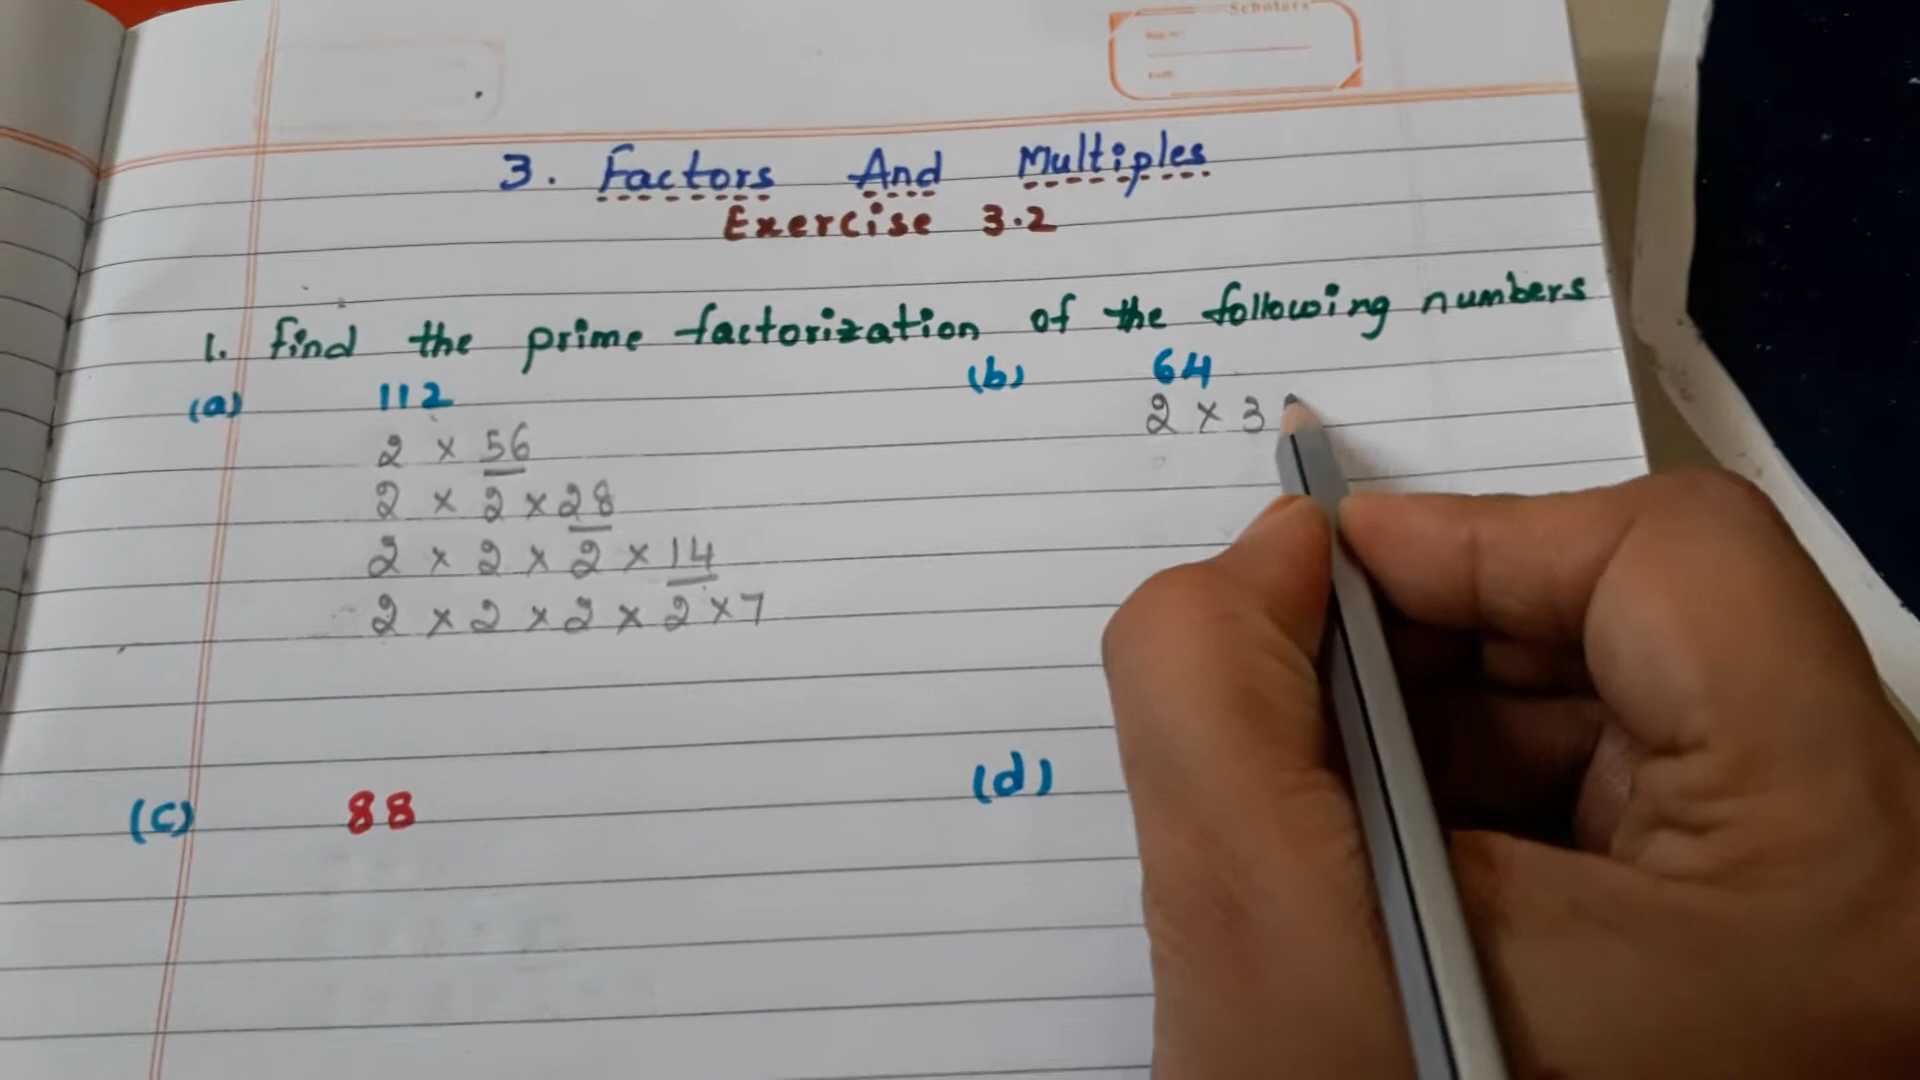 Scholars
3. Factors And Multiples
Exercise 3.2
1. Find the prime factorization of the following numbers
(a) 112
2 × 56
2 × 2 × 28
2 × 2 × 2 × 14
2 × 2 × 2 × 2 × 7
(b) 64
2 × 3
(c) 88
(d)